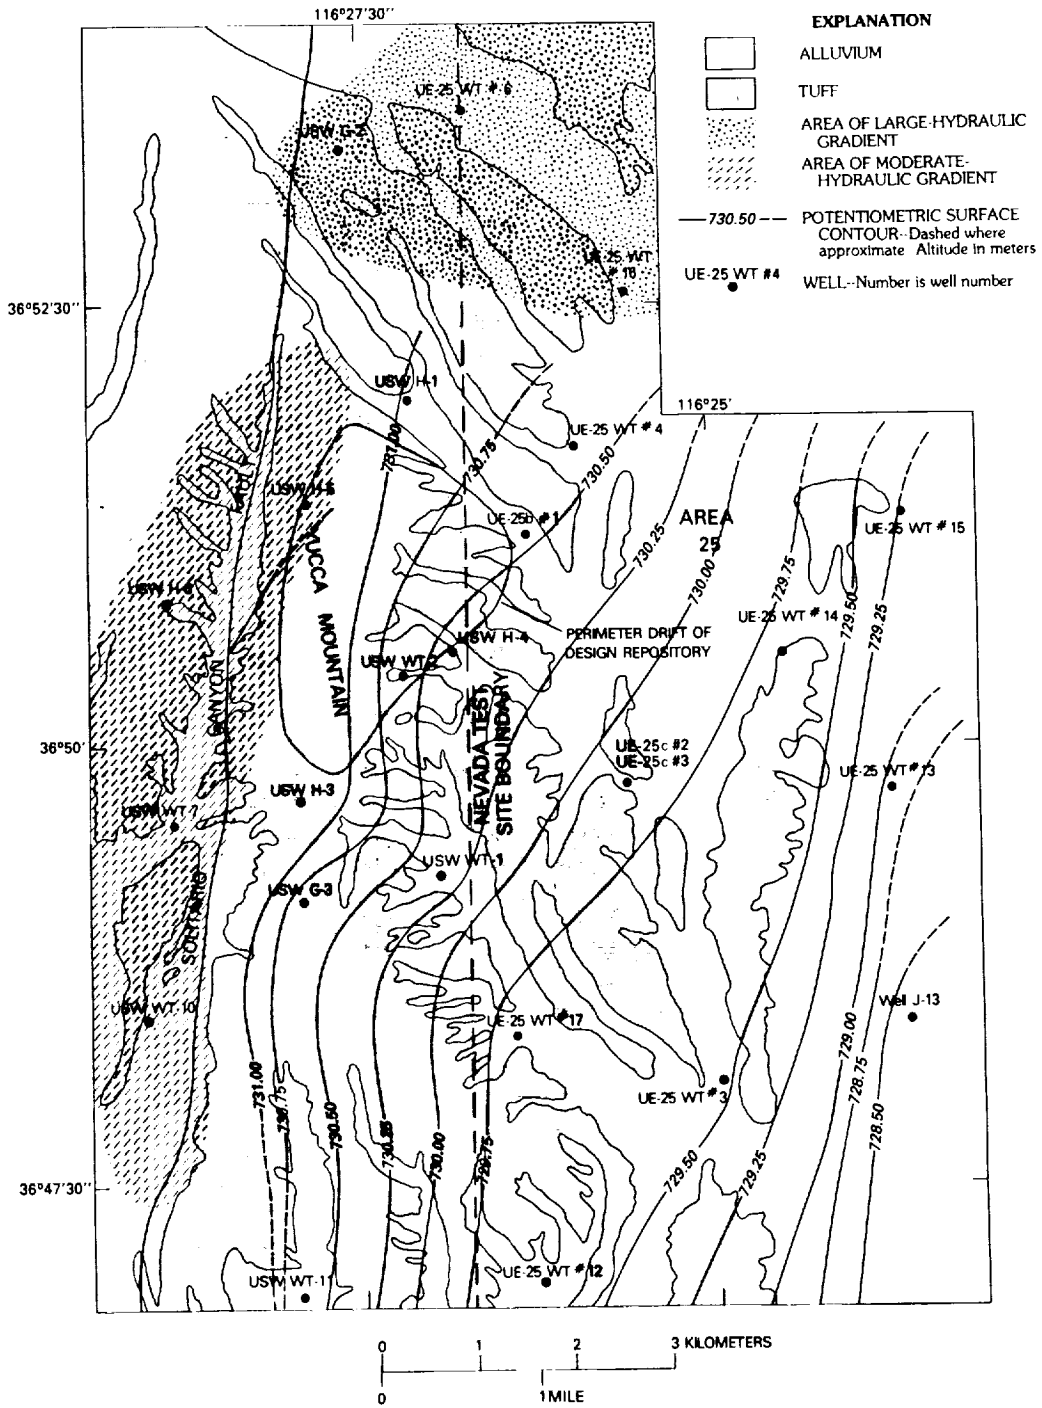 116°27'30''
EXPLANATION
ALLUVIUM
TUFF
AREA OF LARGE-HYDRAULIC
GRADIENT
AREA OF MODERATE-
HYDRAULIC GRADIENT
730.50
POTENTIOMETRIC SURFACE
CONTOUR--Dashed where
approximate Altitude in meters
UE-25 WT #4
WELL--Number is well number
UE-25 WT # 6
USW G-2
UE-25 WT
# 16
36°52'30''
USW H-1
116°25'
UE-25 WT # 4
731.00
730.75
730.50
730.25
730.00
729.75
729.50
729.25
FAULT
USW H-5
UE-25b # 1
AREA
25
UE-25 WT # 15
YUCCA MOUNTAIN
USW H-6
UE-25 WT # 14
USW H-4
PERIMETER DRIFT OF
DESIGN REPOSITORY
USW WT-2
CANYON
NEVADA TEST
SITE BOUNDARY
36°50'
UE-25c #2
UE-25c #3
UE-25 WT # 13
USW H-3
USW WT-7
USW WT-1
USW G-3
SOLITARIO
USW WT-10
UE-25 WT # 17
Well J-13
UE-25 WT # 3
731.00
730.75
730.50
730.25
730.00
729.75
729.50
729.25
729.00
728.75
728.50
36°47'30''
USW WT-11
UE-25 WT # 12
0 1 2 3 KILOMETERS
0 1 MILE